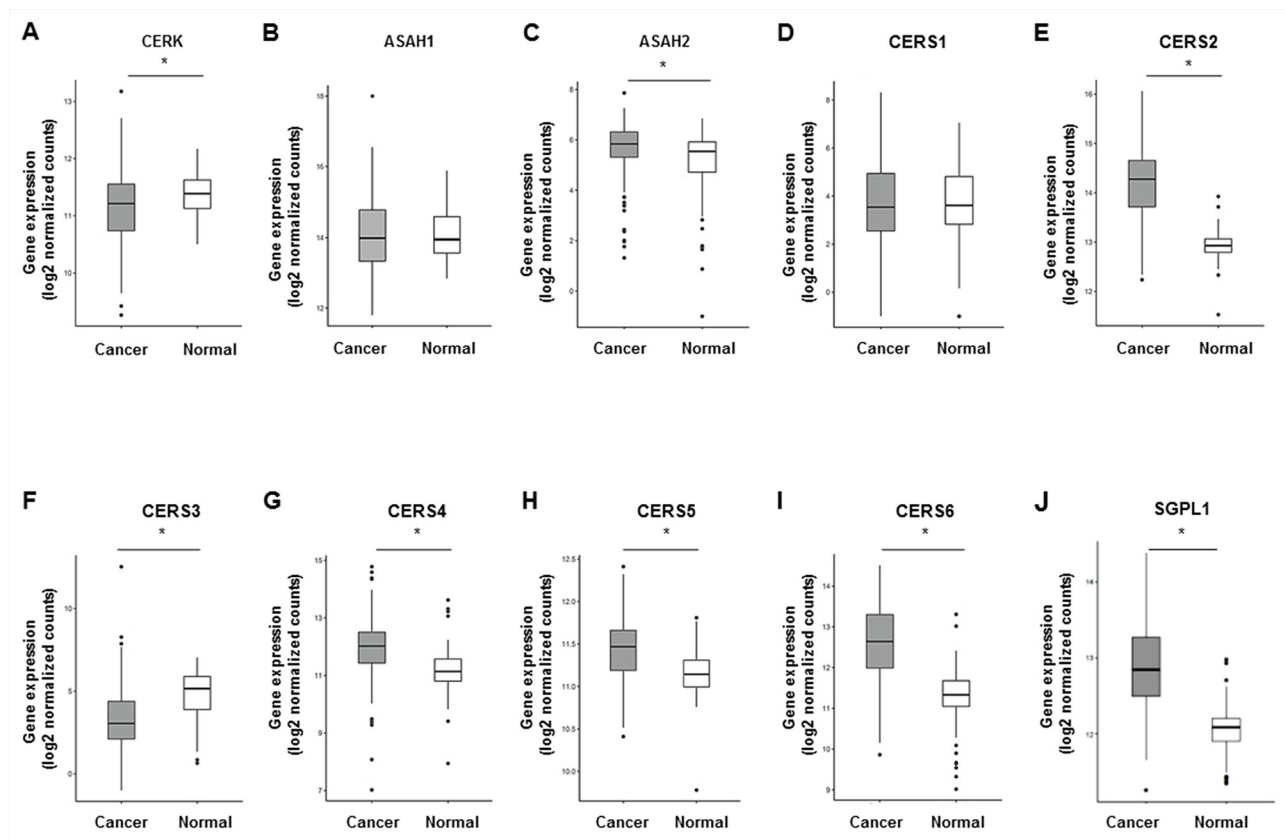 A
CERK
*
Gene expression
(log2 normalized counts)
13
12
11
10
Cancer Normal
B
ASAH1
Gene expression
(log2 normalized counts)
18
16
14
12
Cancer Normal
C
ASAH2
*
Gene expression
(log2 normalized counts)
8
6
4
2
0
Cancer Normal
D
CERS1
Gene expression
(log2 normalized counts)
8
6
4
2
0
Cancer Normal
E
CERS2
*
Gene expression
(log2 normalized counts)
16
15
14
13
12
Cancer Normal
F
CERS3
*
Gene expression
(log2 normalized counts)
10
5
0
Cancer Normal
G
CERS4
*
Gene expression
(log2 normalized counts)
15
13
11
9
7
Cancer Normal
H
CERS5
*
Gene expression
(log2 normalized counts)
12.5
12.0
11.5
11.0
10.5
10.0
Cancer Normal
I
CERS6
*
Gene expression
(log2 normalized counts)
14
13
12
11
10
9
Cancer Normal
J
SGPL1
*
Gene expression
(log2 normalized counts)
14
13
12
Cancer Normal